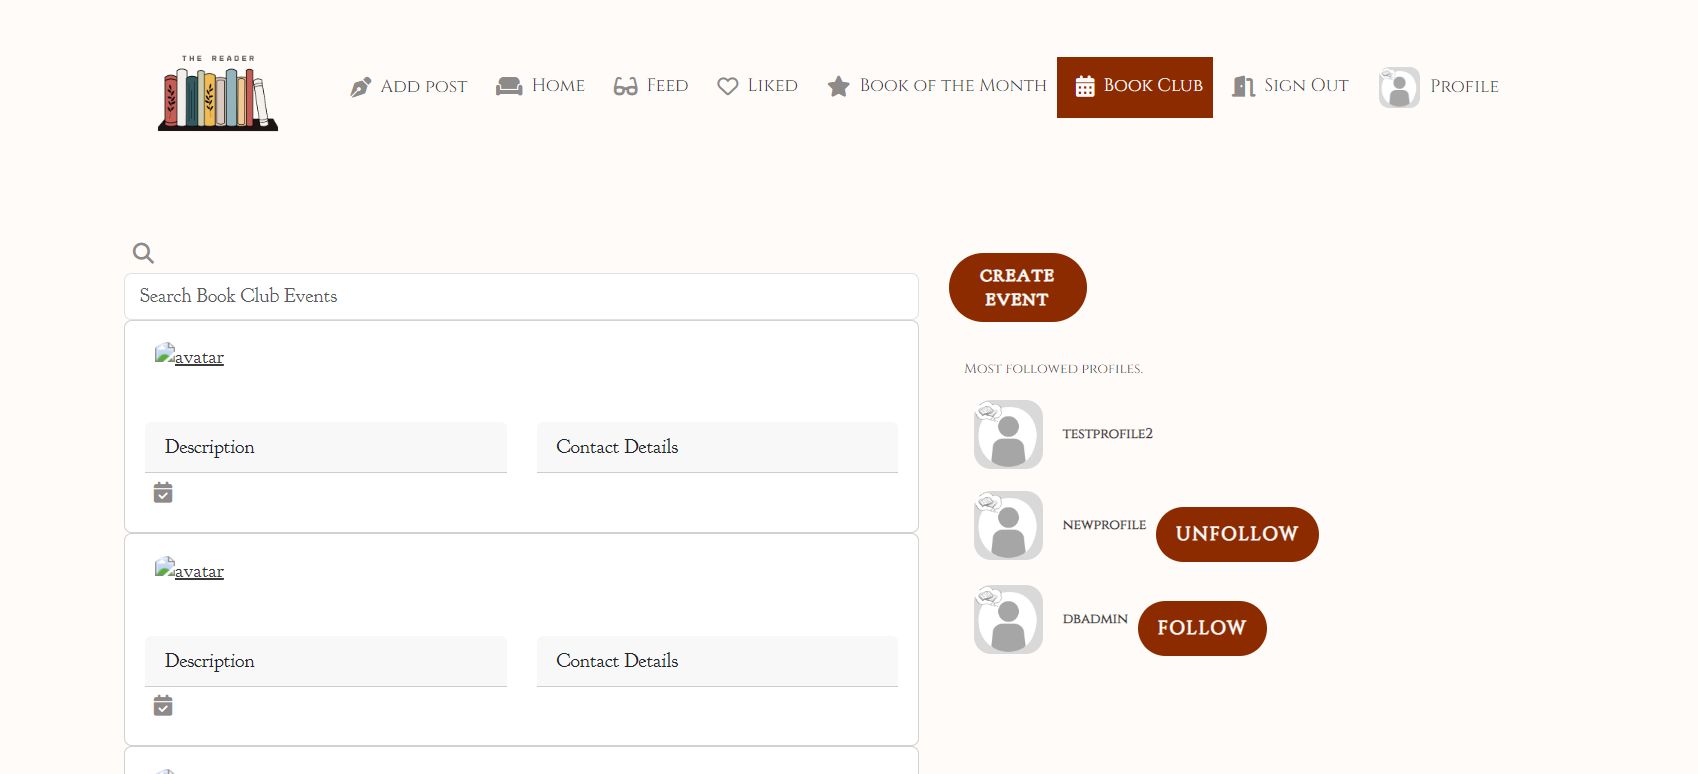 THE READER
ADD POST
HOME
FEED
LIKED
BOOK OF THE MONTH
BOOK CLUB
SIGN OUT
PROFILE
Search Book Club Events
avatar
Description
Contact Details
avatar
Description
Contact Details
CREATE
EVENT
MOST FOLLOWED PROFILES.
TESTPROFILE2
NEWPROFILE
UNFOLLOW
DBADMIN
FOLLOW